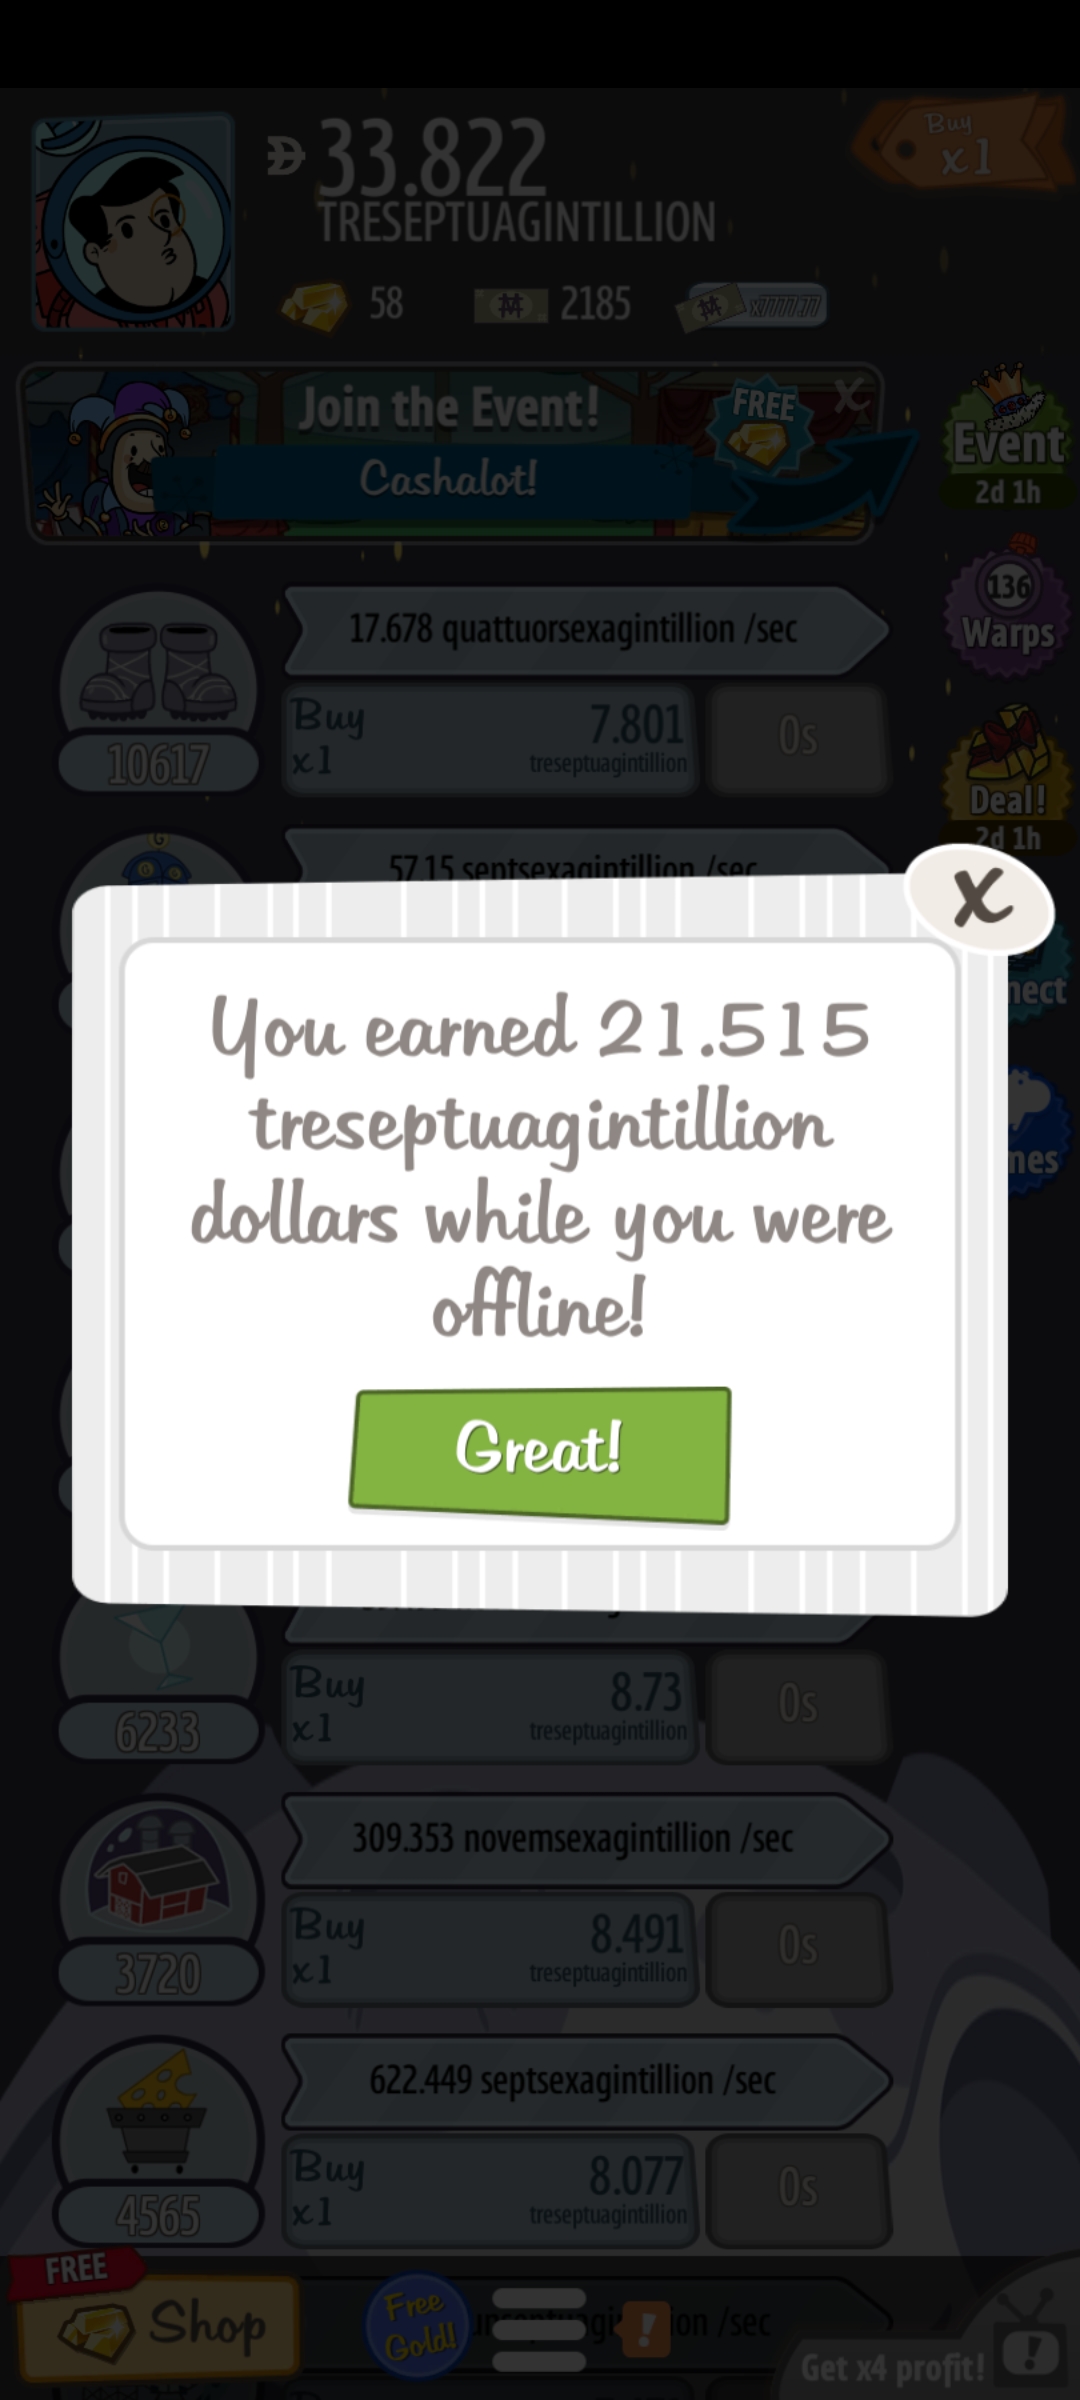 33.822
TRESEPTUAGINTILLION
Buy
x1
58
2185
Join the Event!
FREE
X
Cashalot!
Event
2d 1h
17.678 quattuorsexagintillion /sec
136
Warps
10617
Buy
x1
7.801
treseptuagintillion
0s
Deal!
2d 1h
57.15 septsexagintillion /sec
X
You earned 21.515
treseptuagintillion
dollars while you were
offline!
Great!
6233
Buy
x1
8.73
treseptuagintillion
0s
309.353 novemsexagintillion /sec
3720
Buy
x1
8.491
treseptuagintillion
0s
622.449 septsexagintillion /sec
4565
Buy
x1
8.077
treseptuagintillion
0s
FREE
Shop
Free
Gold!
!
/sec
Get x4 profit!
!